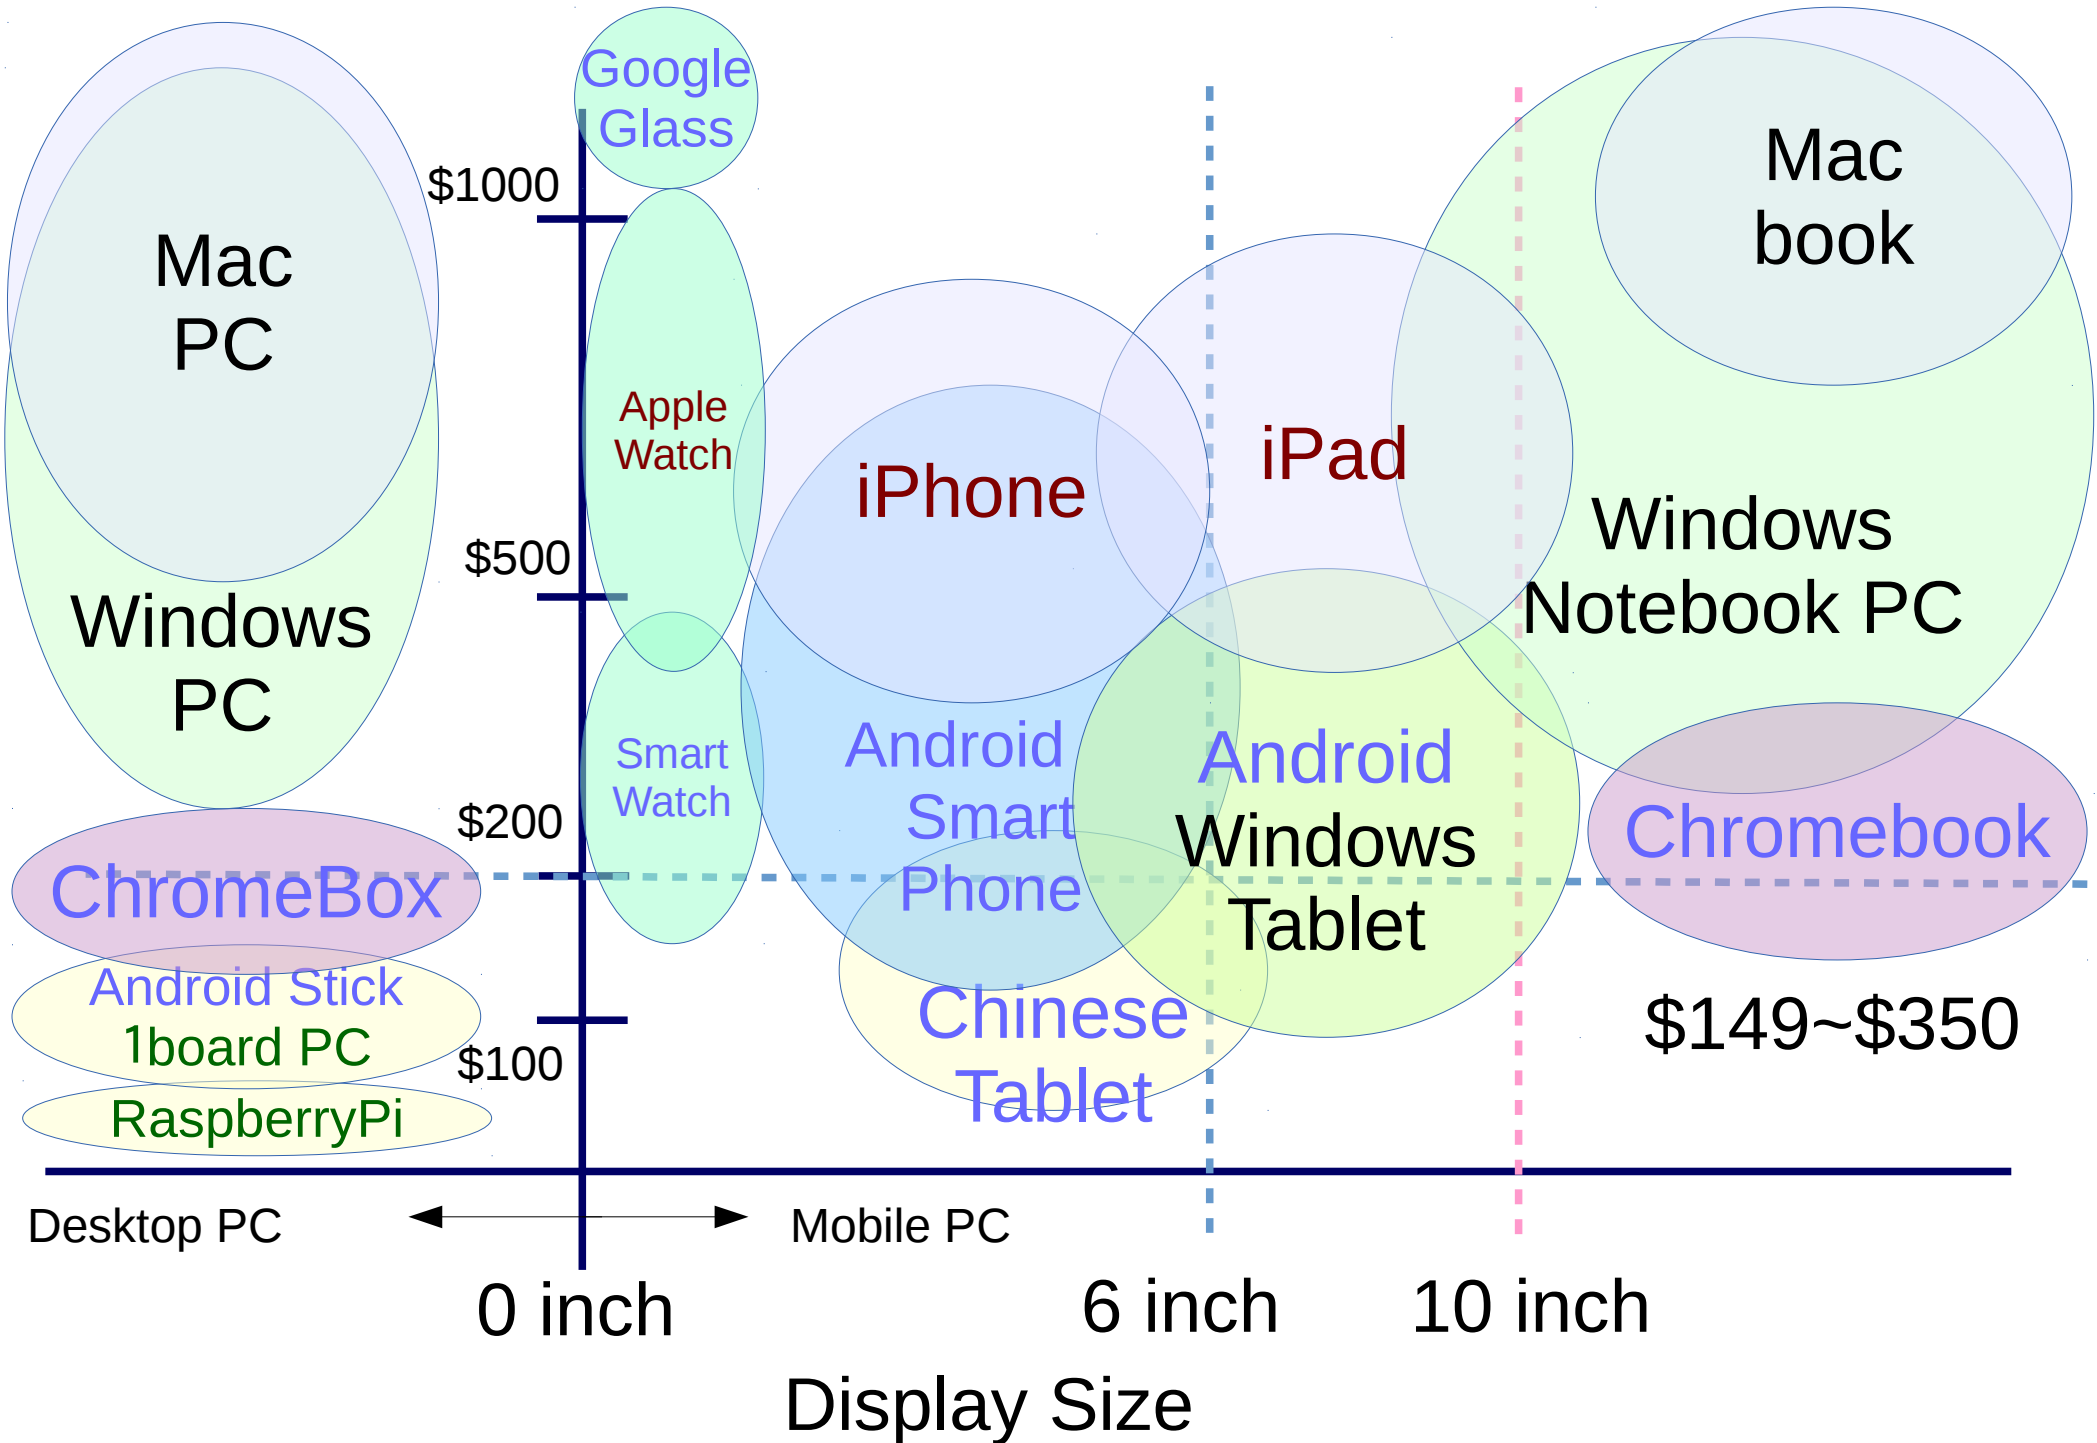 Google
Glass
$1000
Mac
PC
Mac
book
Apple
Watch
iPhone
iPad
$500
Windows
PC
Windows
Notebook PC
Smart
Watch
$200
Android
Smart
Phone
Android
Windows
Tablet
Chromebook
ChromeBox
Android Stick
1board PC
RaspberryPi
$100
Chinese
Tablet
$149~$350
Desktop PC
Mobile PC
0 inch
6 inch
10 inch
Display Size